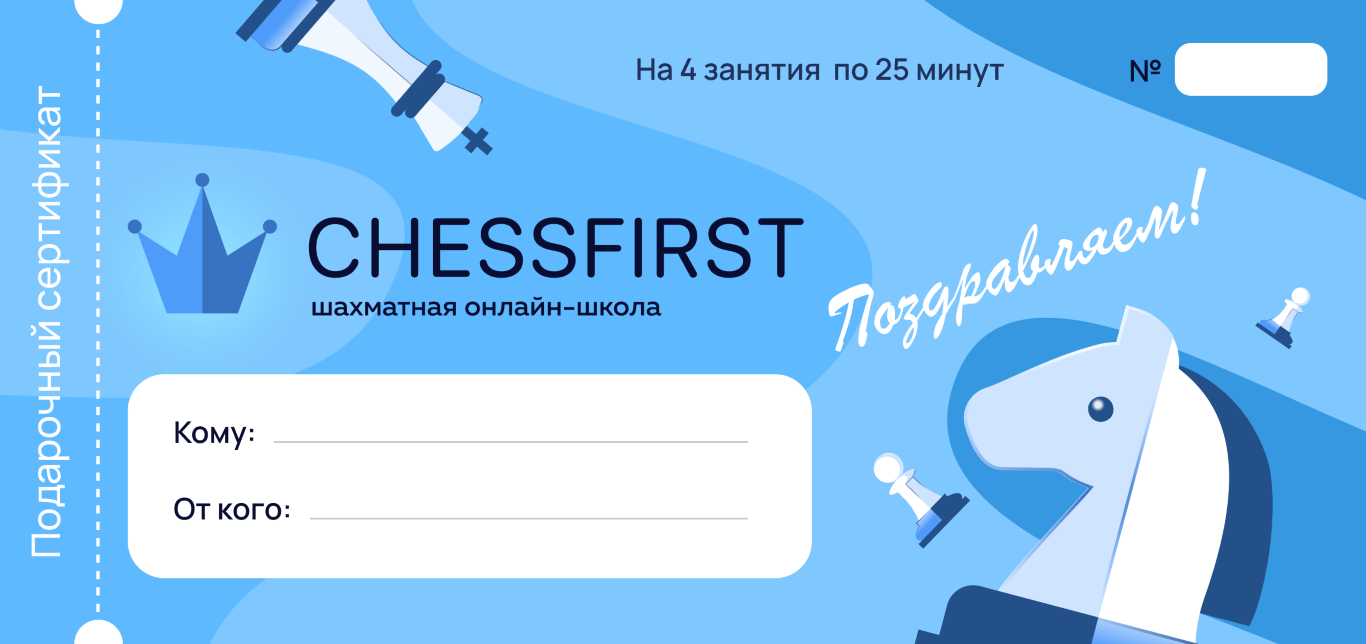 Подарочный сертификат
На 4 занятия по 25 минут
№
CHESSFIRST
шахматная онлайн-школа
Поздравляем!
Кому:
От кого: